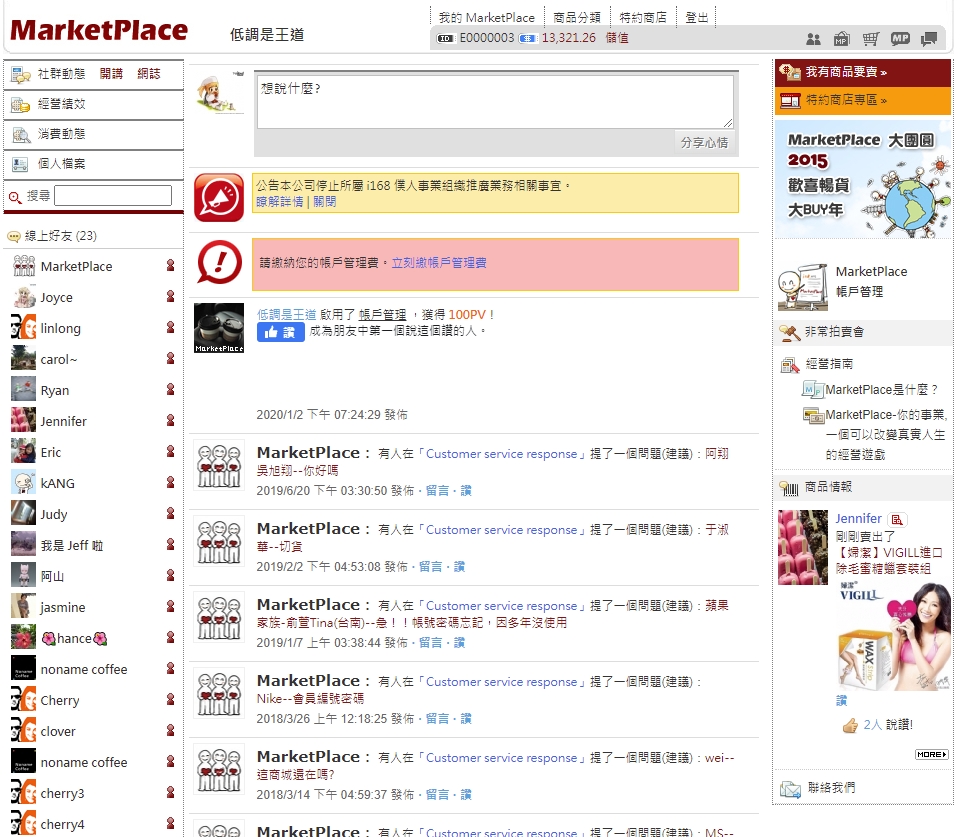 MarketPlace
低調是王道
我的 MarketPlace
商品分類
特約商店
登出
ID E0000003 $ 13,321.26 儲值
MP
MP
社群動態 開講 網誌
經營績效
消費動態
個人檔案
搜尋
線上好友 (23)
MarketPlace
Joyce
linlong
carol~
Ryan
Jennifer
Eric
kANG
Judy
我是 Jeff 啦
阿山
jasmine
🌺hance🌺
noname coffee
Cherry
clover
noname coffee
cherry3
cherry4
想說什麼?
分享心情
公告本公司停止所屬 i168 僕人事業組織推廣業務相關事宜。
瞭解詳情 | 關閉
請繳納您的帳戶管理費。立刻繳帳戶管理費
MarketPlace
低調是王道 啟用了 帳戶管理 ,獲得 100PV!
讚 成為朋友中第一個說這個讚的人。
2020/1/2 下午 07:24:29 發佈
MarketPlace: 有人在「Customer service response」提了一個問題(建議):阿翔
吳旭翔--你好嗎
2019/6/20 下午 03:30:50 發佈 · 留言 · 讚
MarketPlace: 有人在「Customer service response」提了一個問題(建議):于淑
華--切貨
2019/2/2 下午 04:53:08 發佈 · 留言 · 讚
MarketPlace: 有人在「Customer service response」提了一個問題(建議):蘋果
家族-俞萱Tina(台南)--急!!帳號密碼忘記,因多年沒使用
2019/1/7 下午 03:38:44 發佈 · 留言 · 讚
MarketPlace: 有人在「Customer service response」提了一個問題(建議):
Nike--會員編號密碼
2018/3/26 上午 12:18:25 發佈 · 留言 · 讚
MarketPlace: 有人在「Customer service response」提了一個問題(建議):wei--
這商城還在嗎?
2018/3/14 下午 04:59:37 發佈 · 留言 · 讚
MarketPlace: 有人在「Customer service response」提了一個問題(建議):MS--
我有商品要賣 »
特約商店專區 »
MarketPlace 大團圓
2015
歡喜暢貨
大BUY年
MarketPlace
帳戶管理
非常拍賣會
經營指南
MarketPlace是什麼?
MarketPlace-你的事業,
一個可以改變真實人生
的經營遊戲
商品情報
Jennifer
剛剛賣出了
【婦潔】VIGILL進口
除毛蜜糖蠟套裝組
婦潔
VIGILL
WAX
讚
2人 說讚!
MORE
聯絡我們